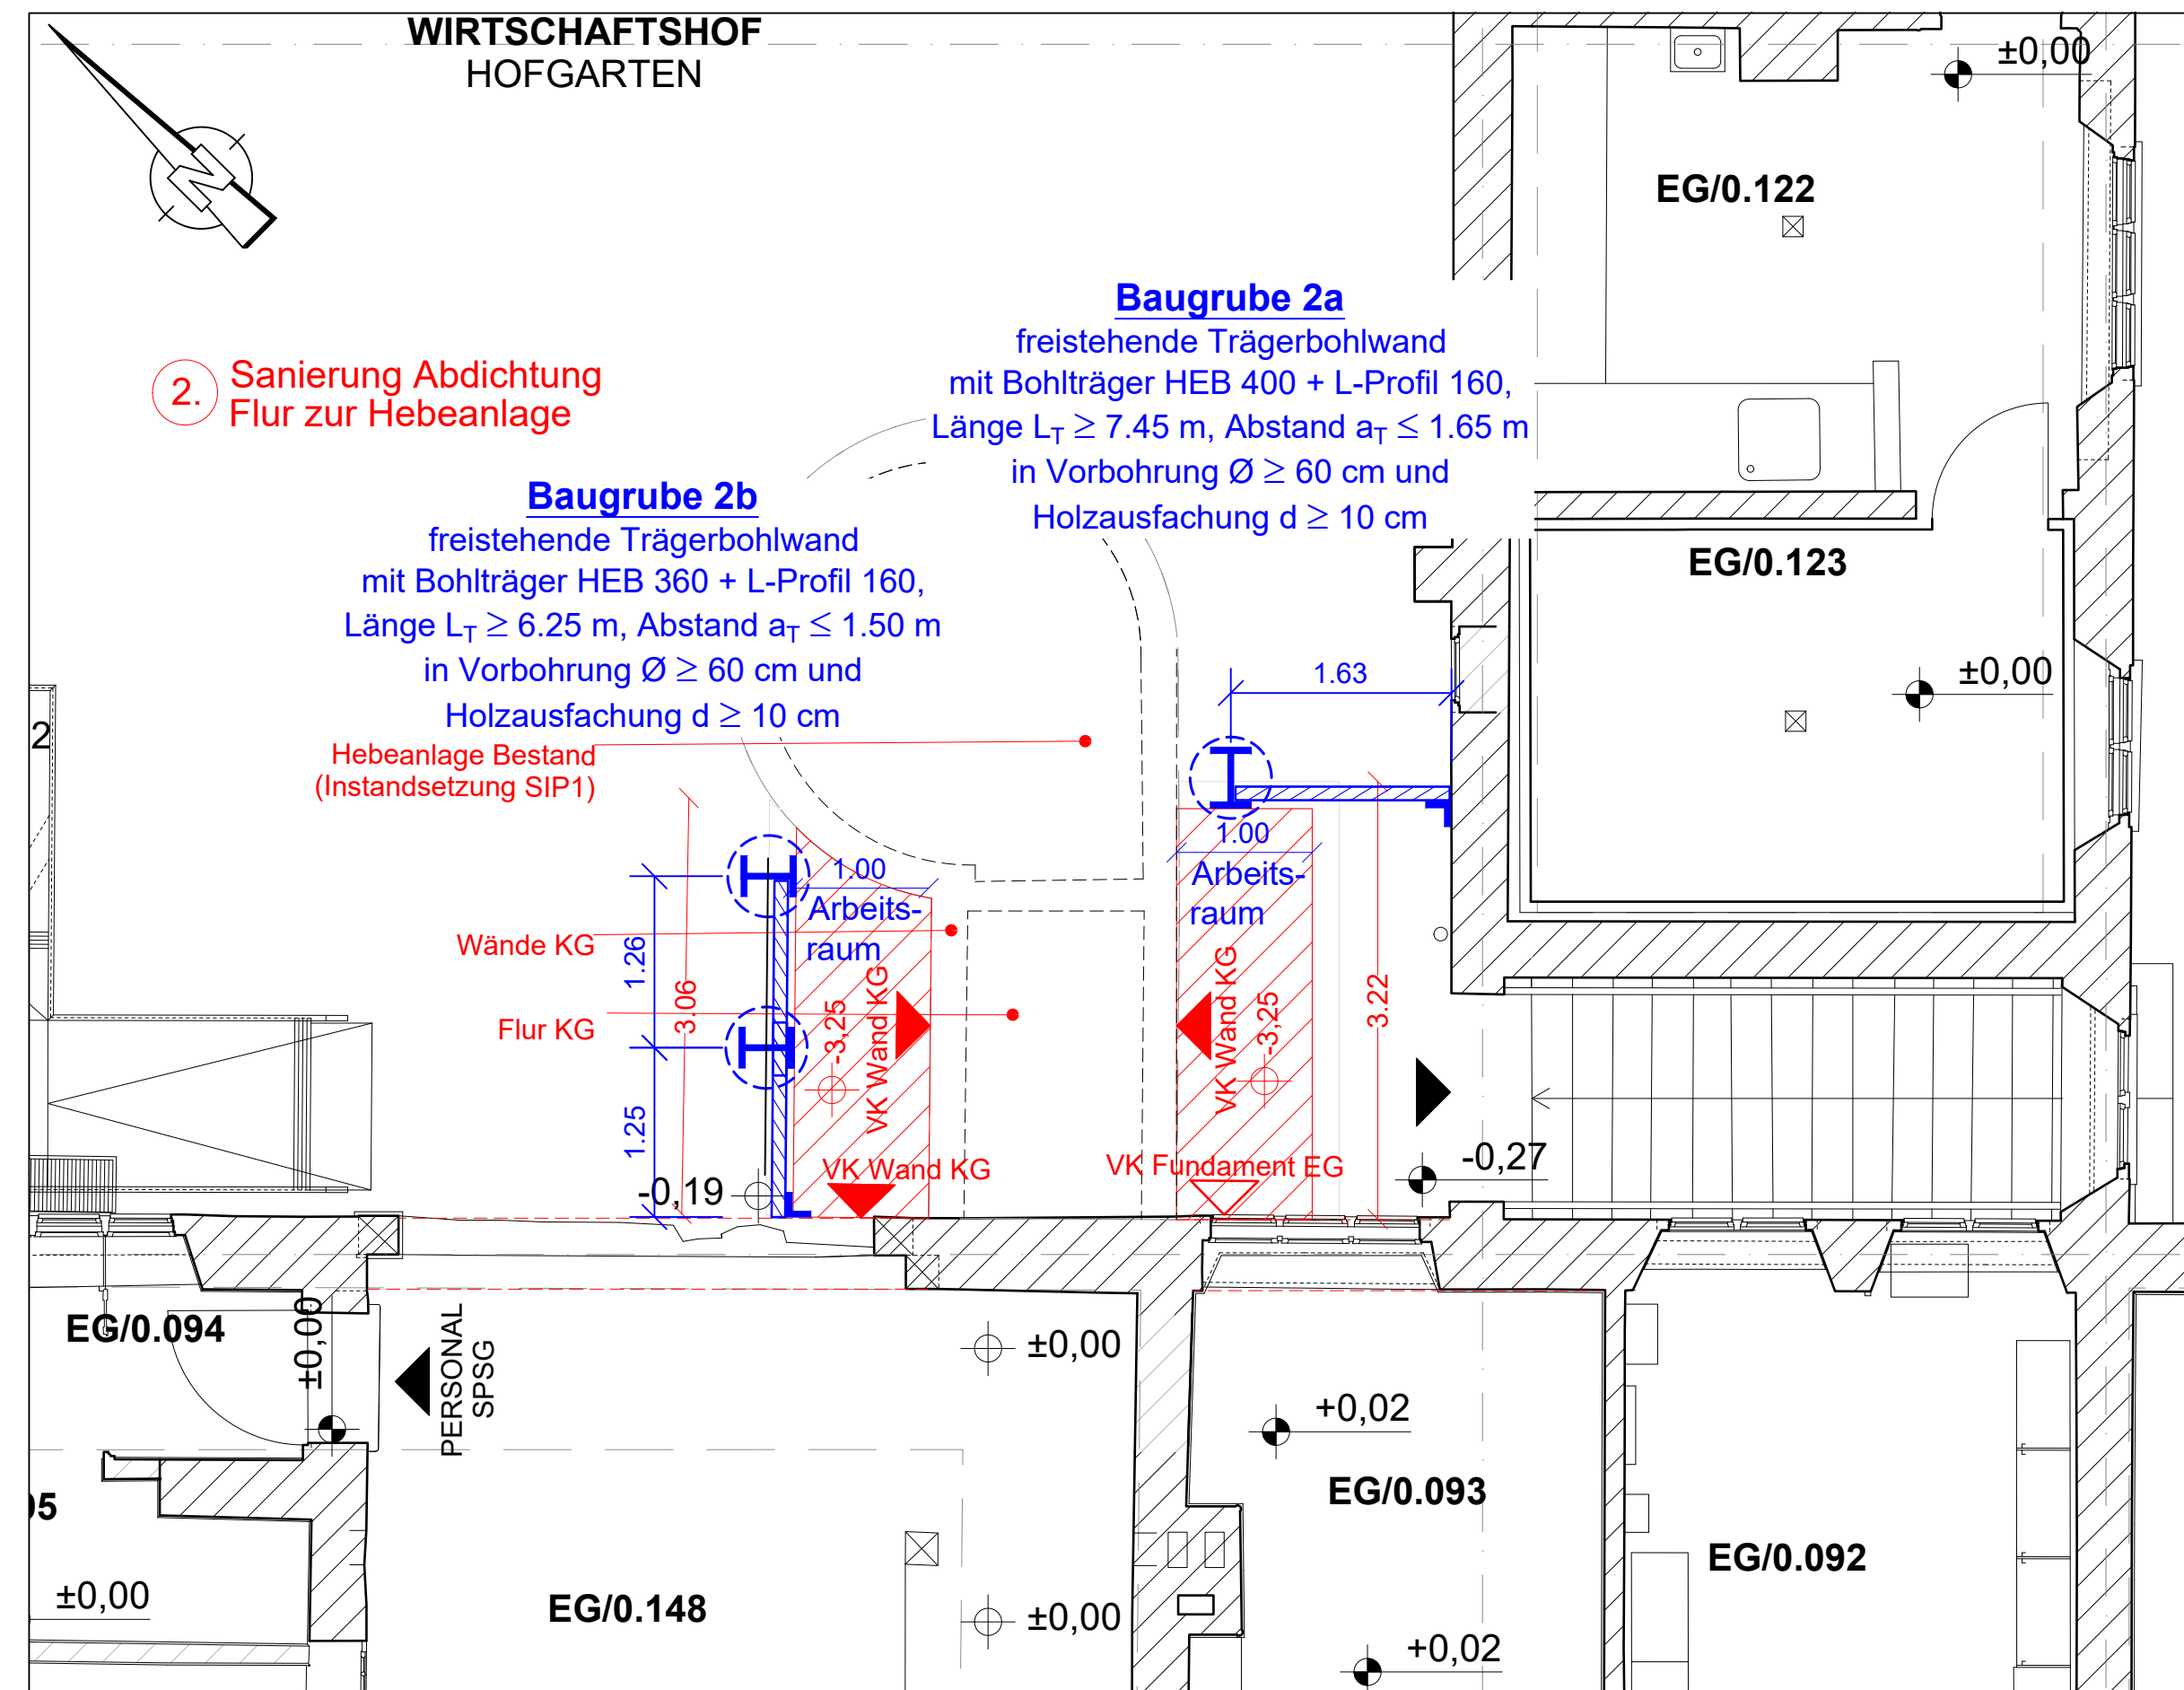 WIRTSCHAFTSHOF
HOFGARTEN
N
±0,00
EG/0.122
Baugrube 2a
freistehende Trägerbohlwand
mit Bohlträger HEB 400 + L-Profil 160,
Länge LT ≥ 7.45 m, Abstand aT ≤ 1.65 m
in Vorbohrung Ø ≥ 60 cm und
Holzausfachung d ≥ 10 cm
2.
Sanierung Abdichtung
Flur zur Hebeanlage
Baugrube 2b
freistehende Trägerbohlwand
mit Bohlträger HEB 360 + L-Profil 160,
Länge LT ≥ 6.25 m, Abstand aT ≤ 1.50 m
in Vorbohrung Ø ≥ 60 cm und
Holzausfachung d ≥ 10 cm
EG/0.123
±0,00
1.63
2
Hebeanlage Bestand
(Instandsetzung SIP1)
1.00
Arbeits-
raum
1.00
Arbeits-
raum
Wände KG
Flur KG
1.26
1.25
3.06
-3,25
VK Wand KG
VK Wand KG
-3,25
3.22
VK Wand KG
VK Fundament EG
-0,19
-0,27
EG/0.094
±0,00
PERSONAL
SPSG
±0,00
+0,02
EG/0.093
05
±0,00
EG/0.148
±0,00
EG/0.092
+0,02